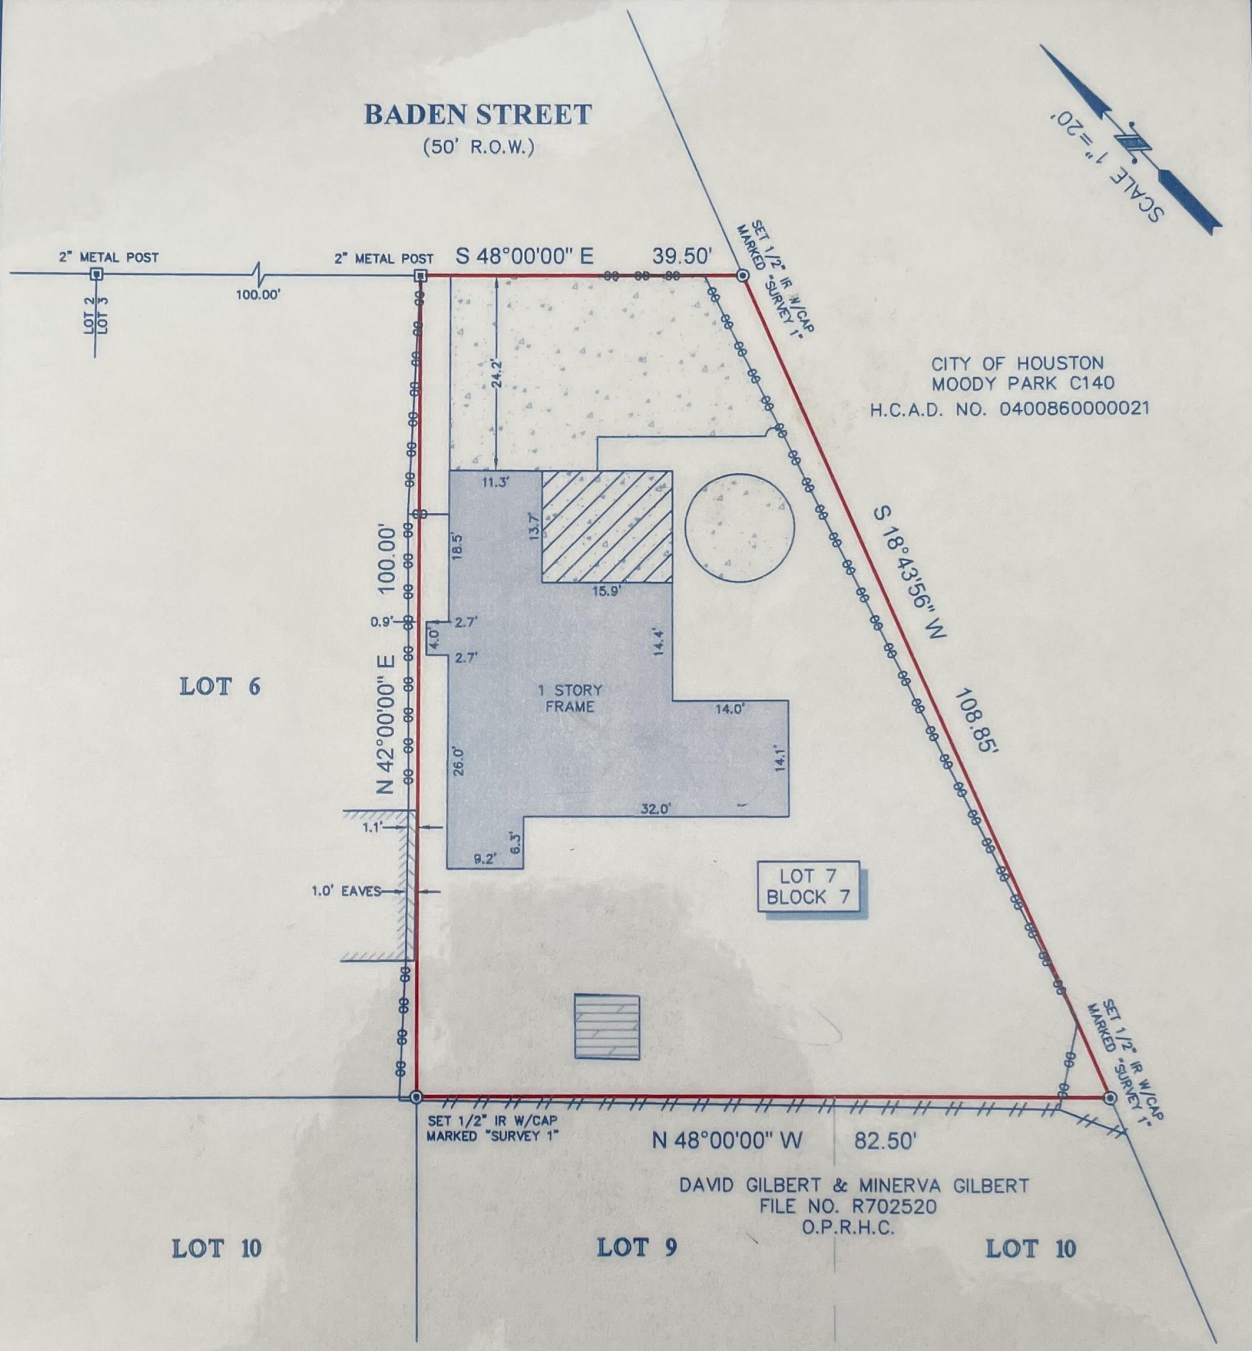 BADEN STREET
(50' R.O.W.)
SCALE 1"=20'
2" METAL POST
2" METAL POST
S 48°00'00" E
39.50'
SET 1/2" IR W/CAP
MARKED "SURVEY 1"
100.00'
LOT 2
LOT 3
24.2'
CITY OF HOUSTON
MOODY PARK C140
H.C.A.D. NO. 0400860000021
11.3'
13.7'
18.5'
15.9'
N 42°00'00" E 100.00'
S 18°43'56" W 108.85'
0.9'
2.7'
4.0'
2.7'
14.4'
LOT 6
1 STORY
FRAME
14.0'
26.0'
14.1'
32.0'
1.1'
6.3'
9.2'
1.0' EAVES
LOT 7
BLOCK 7
SET 1/2" IR W/CAP
MARKED "SURVEY 1"
SET 1/2" IR W/CAP
MARKED "SURVEY 1"
N 48°00'00" W
82.50'
DAVID GILBERT & MINERVA GILBERT
FILE NO. R702520
O.P.R.H.C.
LOT 10
LOT 9
LOT 10